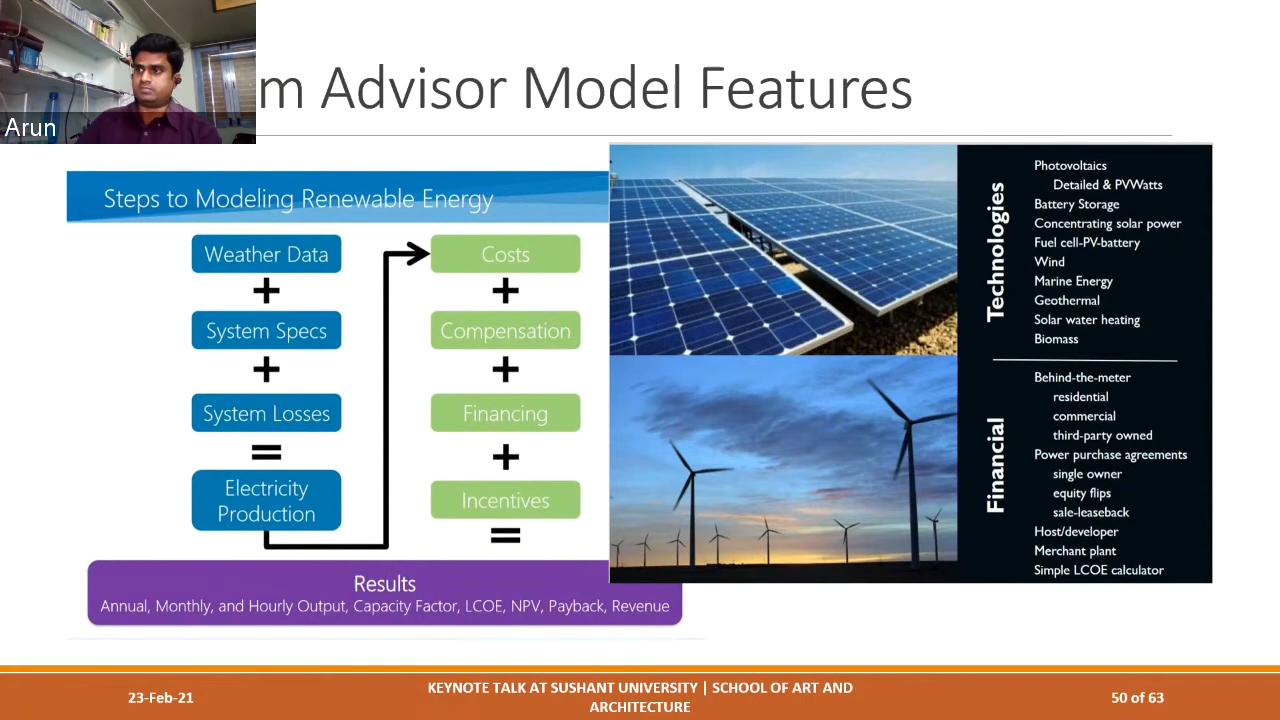 Arun
m Advisor Model Features
Steps to Modeling Renewable Energy
Weather Data
+
System Specs
+
System Losses
=
Electricity
Production
Costs
+
Compensation
+
Financing
+
Incentives
=
Results
Annual, Monthly, and Hourly Output, Capacity Factor, LCOE, NPV, Payback, Revenue
Technologies
Photovoltaics
Detailed & PVWatts
Battery Storage
Concentrating solar power
Fuel cell-PV-battery
Wind
Marine Energy
Geothermal
Solar water heating
Biomass
Financial
Behind-the-meter
residential
commercial
third-party owned
Power purchase agreements
single owner
equity flips
sale-leaseback
Host/developer
Merchant plant
Simple LCOE calculator
23-Feb-21
KEYNOTE TALK AT SUSHANT UNIVERSITY | SCHOOL OF ART AND
ARCHITECTURE
50 of 63